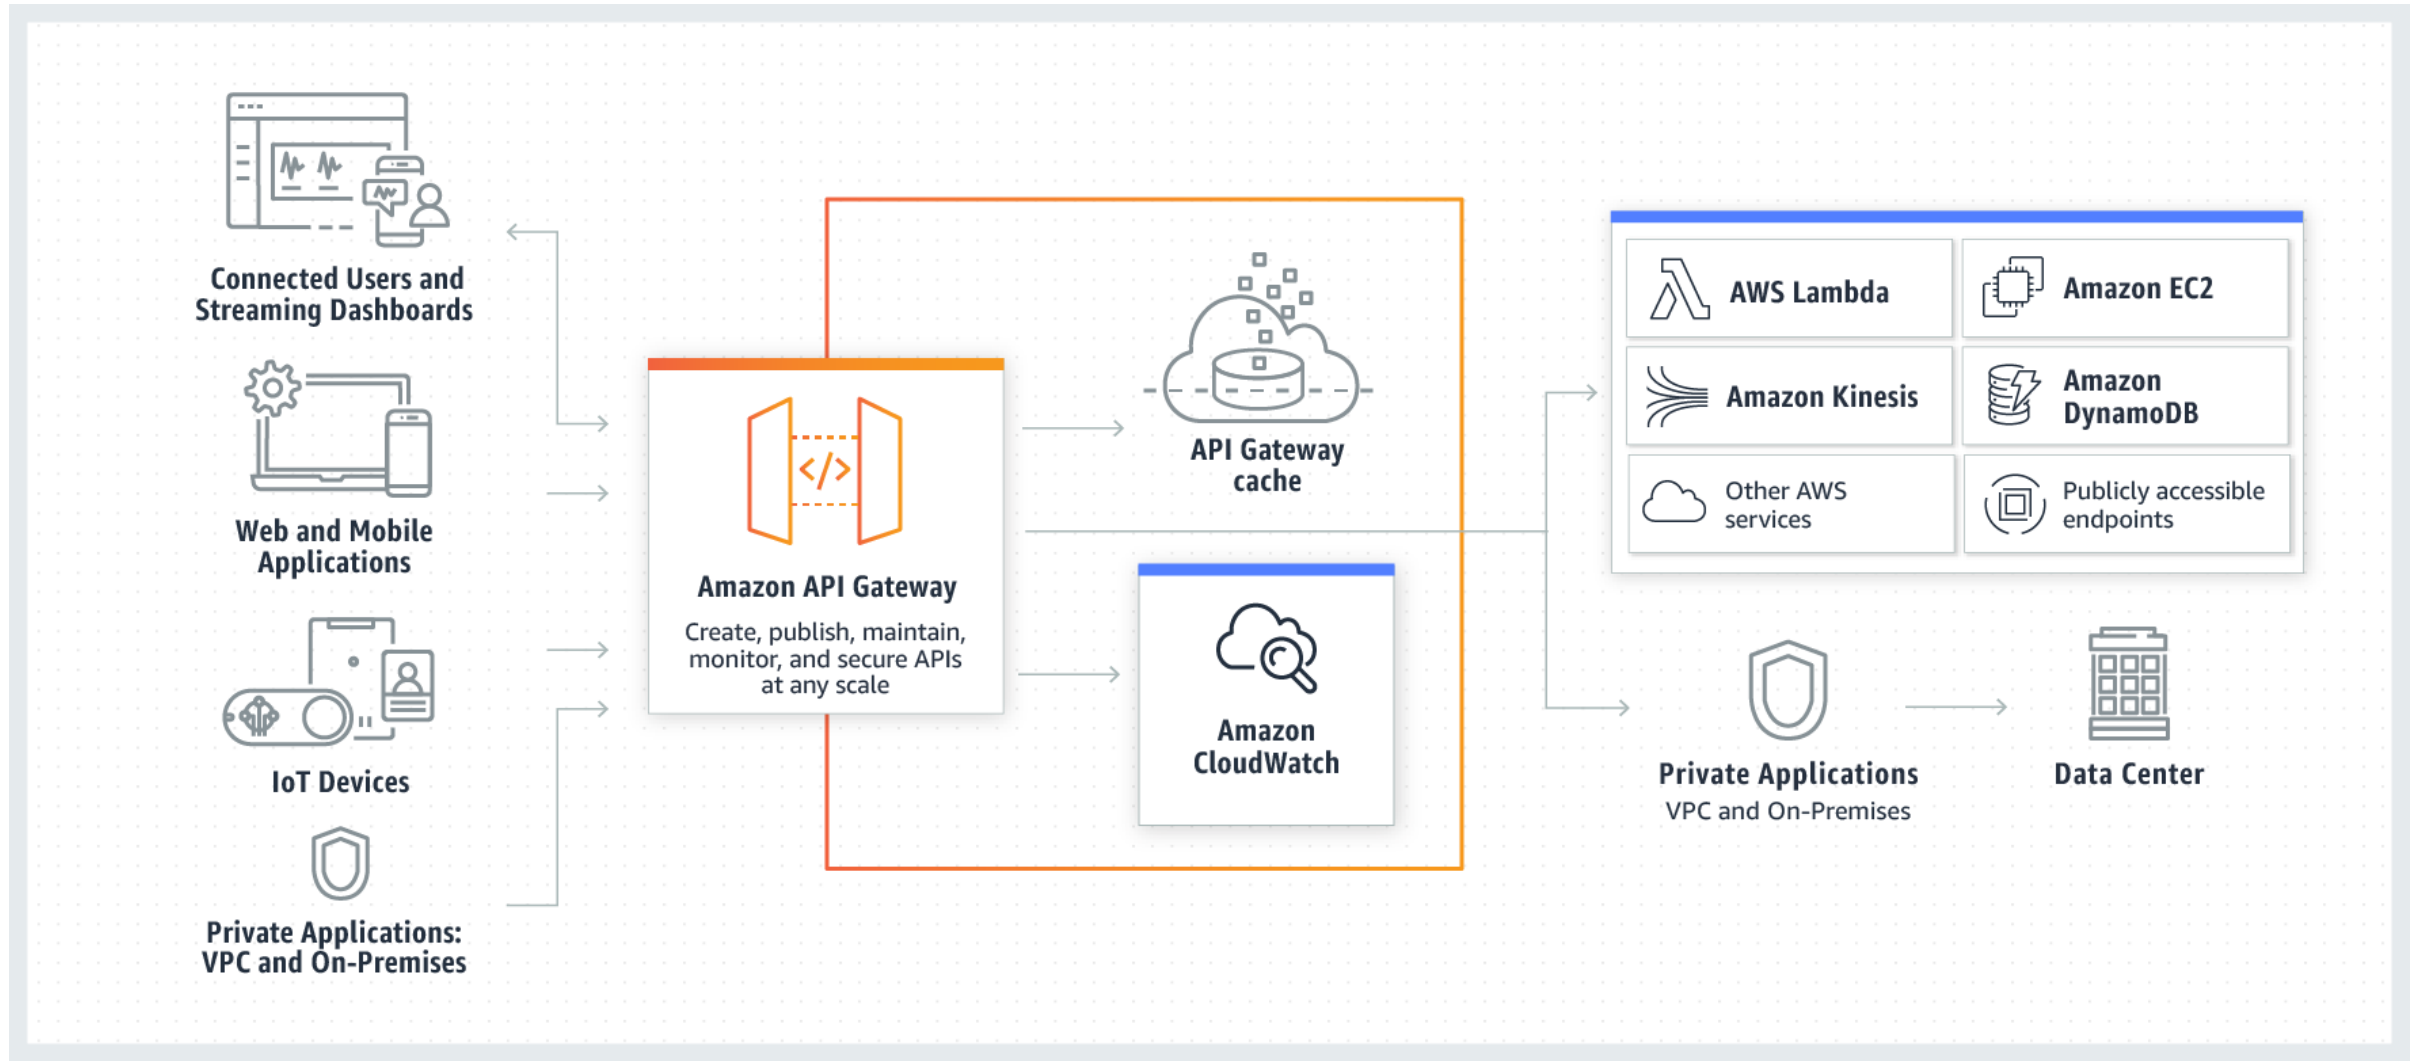 Connected Users and
Streaming Dashboards
Web and Mobile
Applications
IoT Devices
Private Applications:
VPC and On-Premises
</>
Amazon API Gateway
Create, publish, maintain,
monitor, and secure APIs
at any scale
API Gateway
cache
Amazon
CloudWatch
AWS Lambda
Amazon EC2
Amazon Kinesis
Amazon
DynamoDB
Other AWS
services
Publicly accessible
endpoints
Private Applications
VPC and On-Premises
Data Center